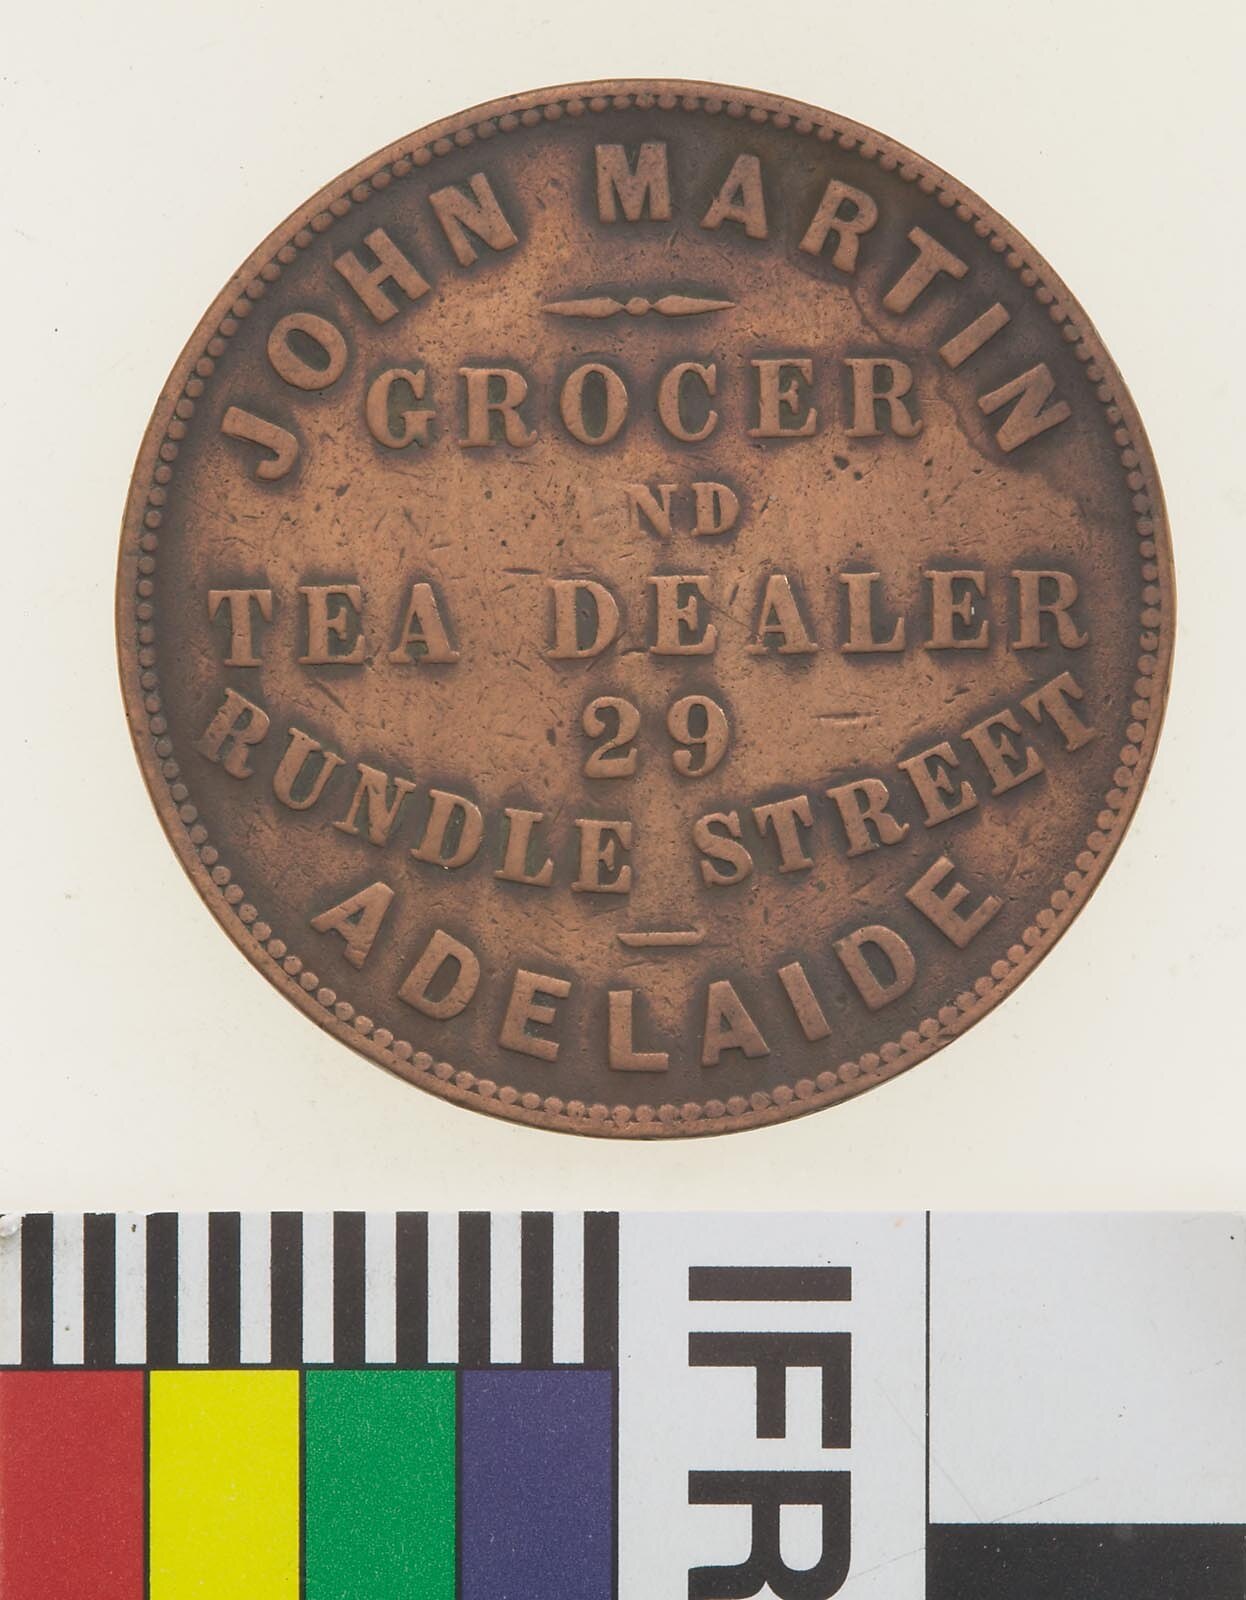 JOHN MARTIN
GROCER
ND
TEA DEALER
29
RUNDLE STREET
ADELAIDE
IFR